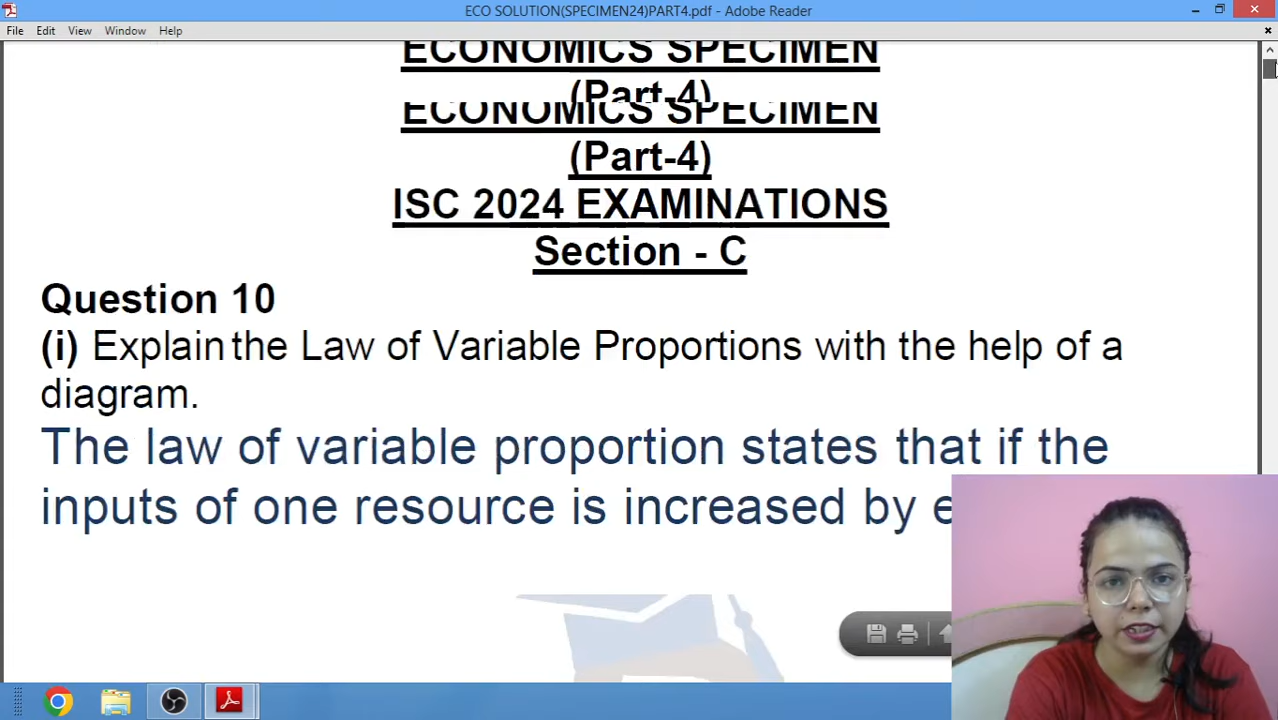 ECO SOLUTION(SPECIMEN24)PART4.pdf - Adobe Reader
File Edit View Window Help
ECONOMICS SPECIMEN
(Part-4)
ECONOMICS SPECIMEN
(Part-4)
ISC 2024 EXAMINATIONS
Section - C
Question 10
(i) Explain the Law of Variable Proportions with the help of a
diagram.
The law of variable proportion states that if the
inputs of one resource is increased by